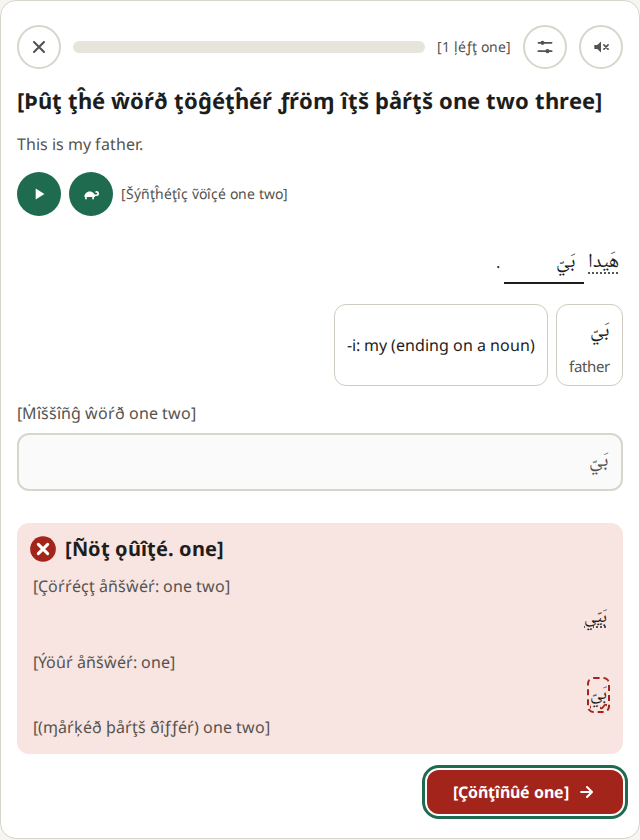 [1 ļéƒţ one]
[Þûţ ţĥé ŵöŕð ţöĝéţĥéŕ ƒŕöɱ îţš þåŕţš one two three]
This is my father.
[Šýñţĥéţîç ṽöîçé one two]
هَيدا بَيّ .
بَيّ
father
-i: my (ending on a noun)
[Ṁîššîñĝ ŵöŕð one two]
بَيّ
[Ñöţ ǫûîţé. one]
[Çöŕŕéçţ åñšŵéŕ: one two]
بَيّي
[Ýöûŕ åñšŵéŕ: one]
بَيّ
[(ɱåŕķéð þåŕţš ðîƒƒéŕ) one two]
[Çöñţîñûé one]